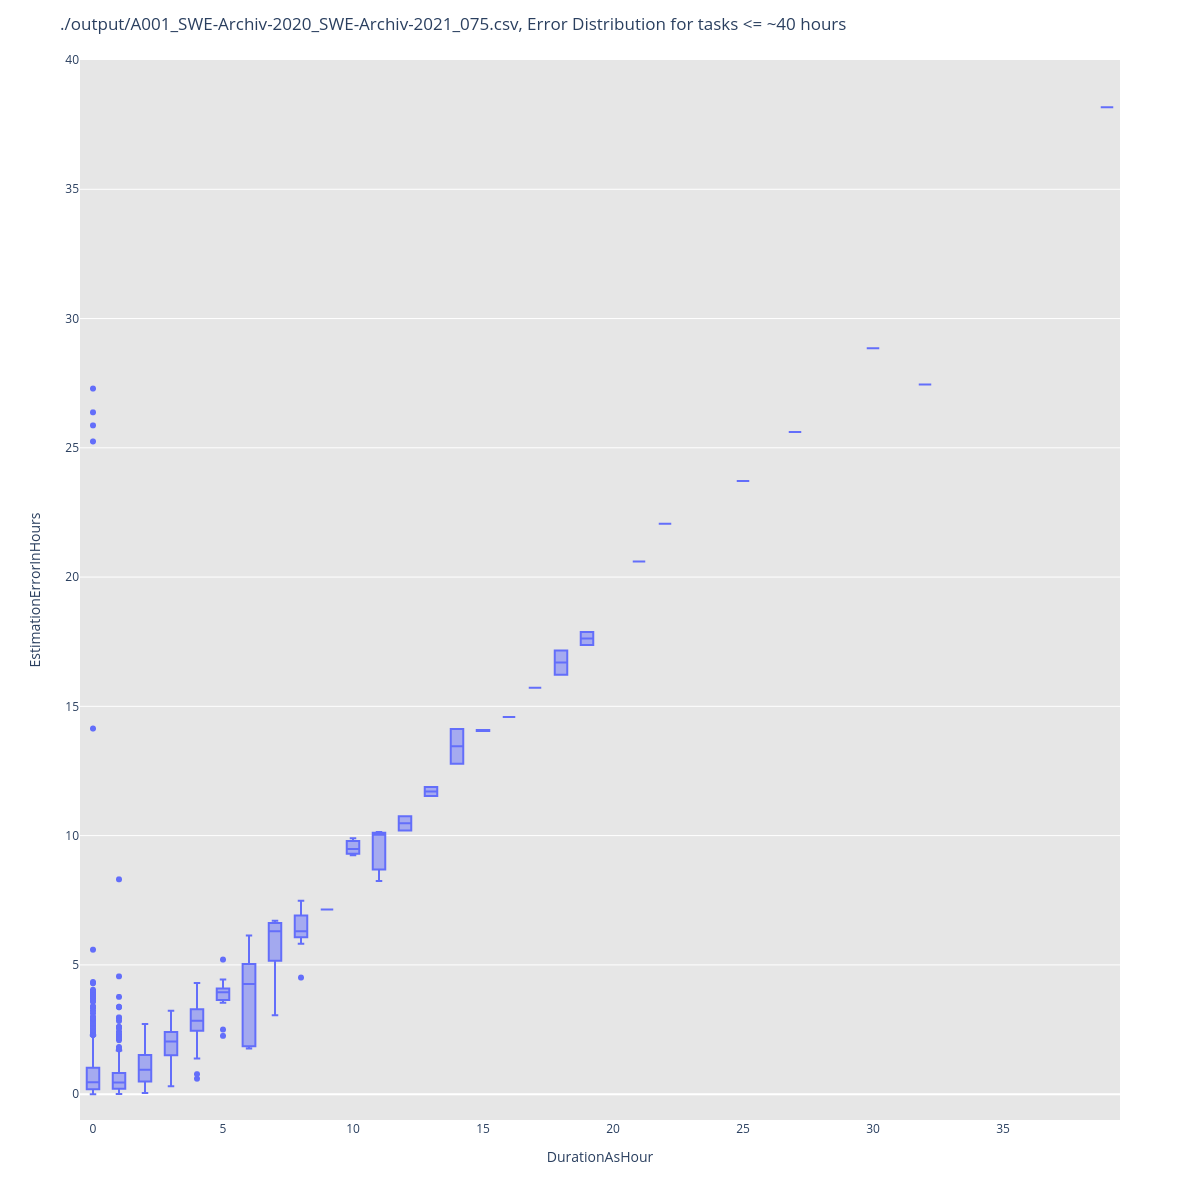 ./output/A001_SWE-Archiv-2020_SWE-Archiv-2021_075.csv, Error Distribution for tasks <= ~40 hours
40
35
30
25
20
15
10
5
0
EstimationErrorInHours
0 5 10 15 20 25 30 35
DurationAsHour